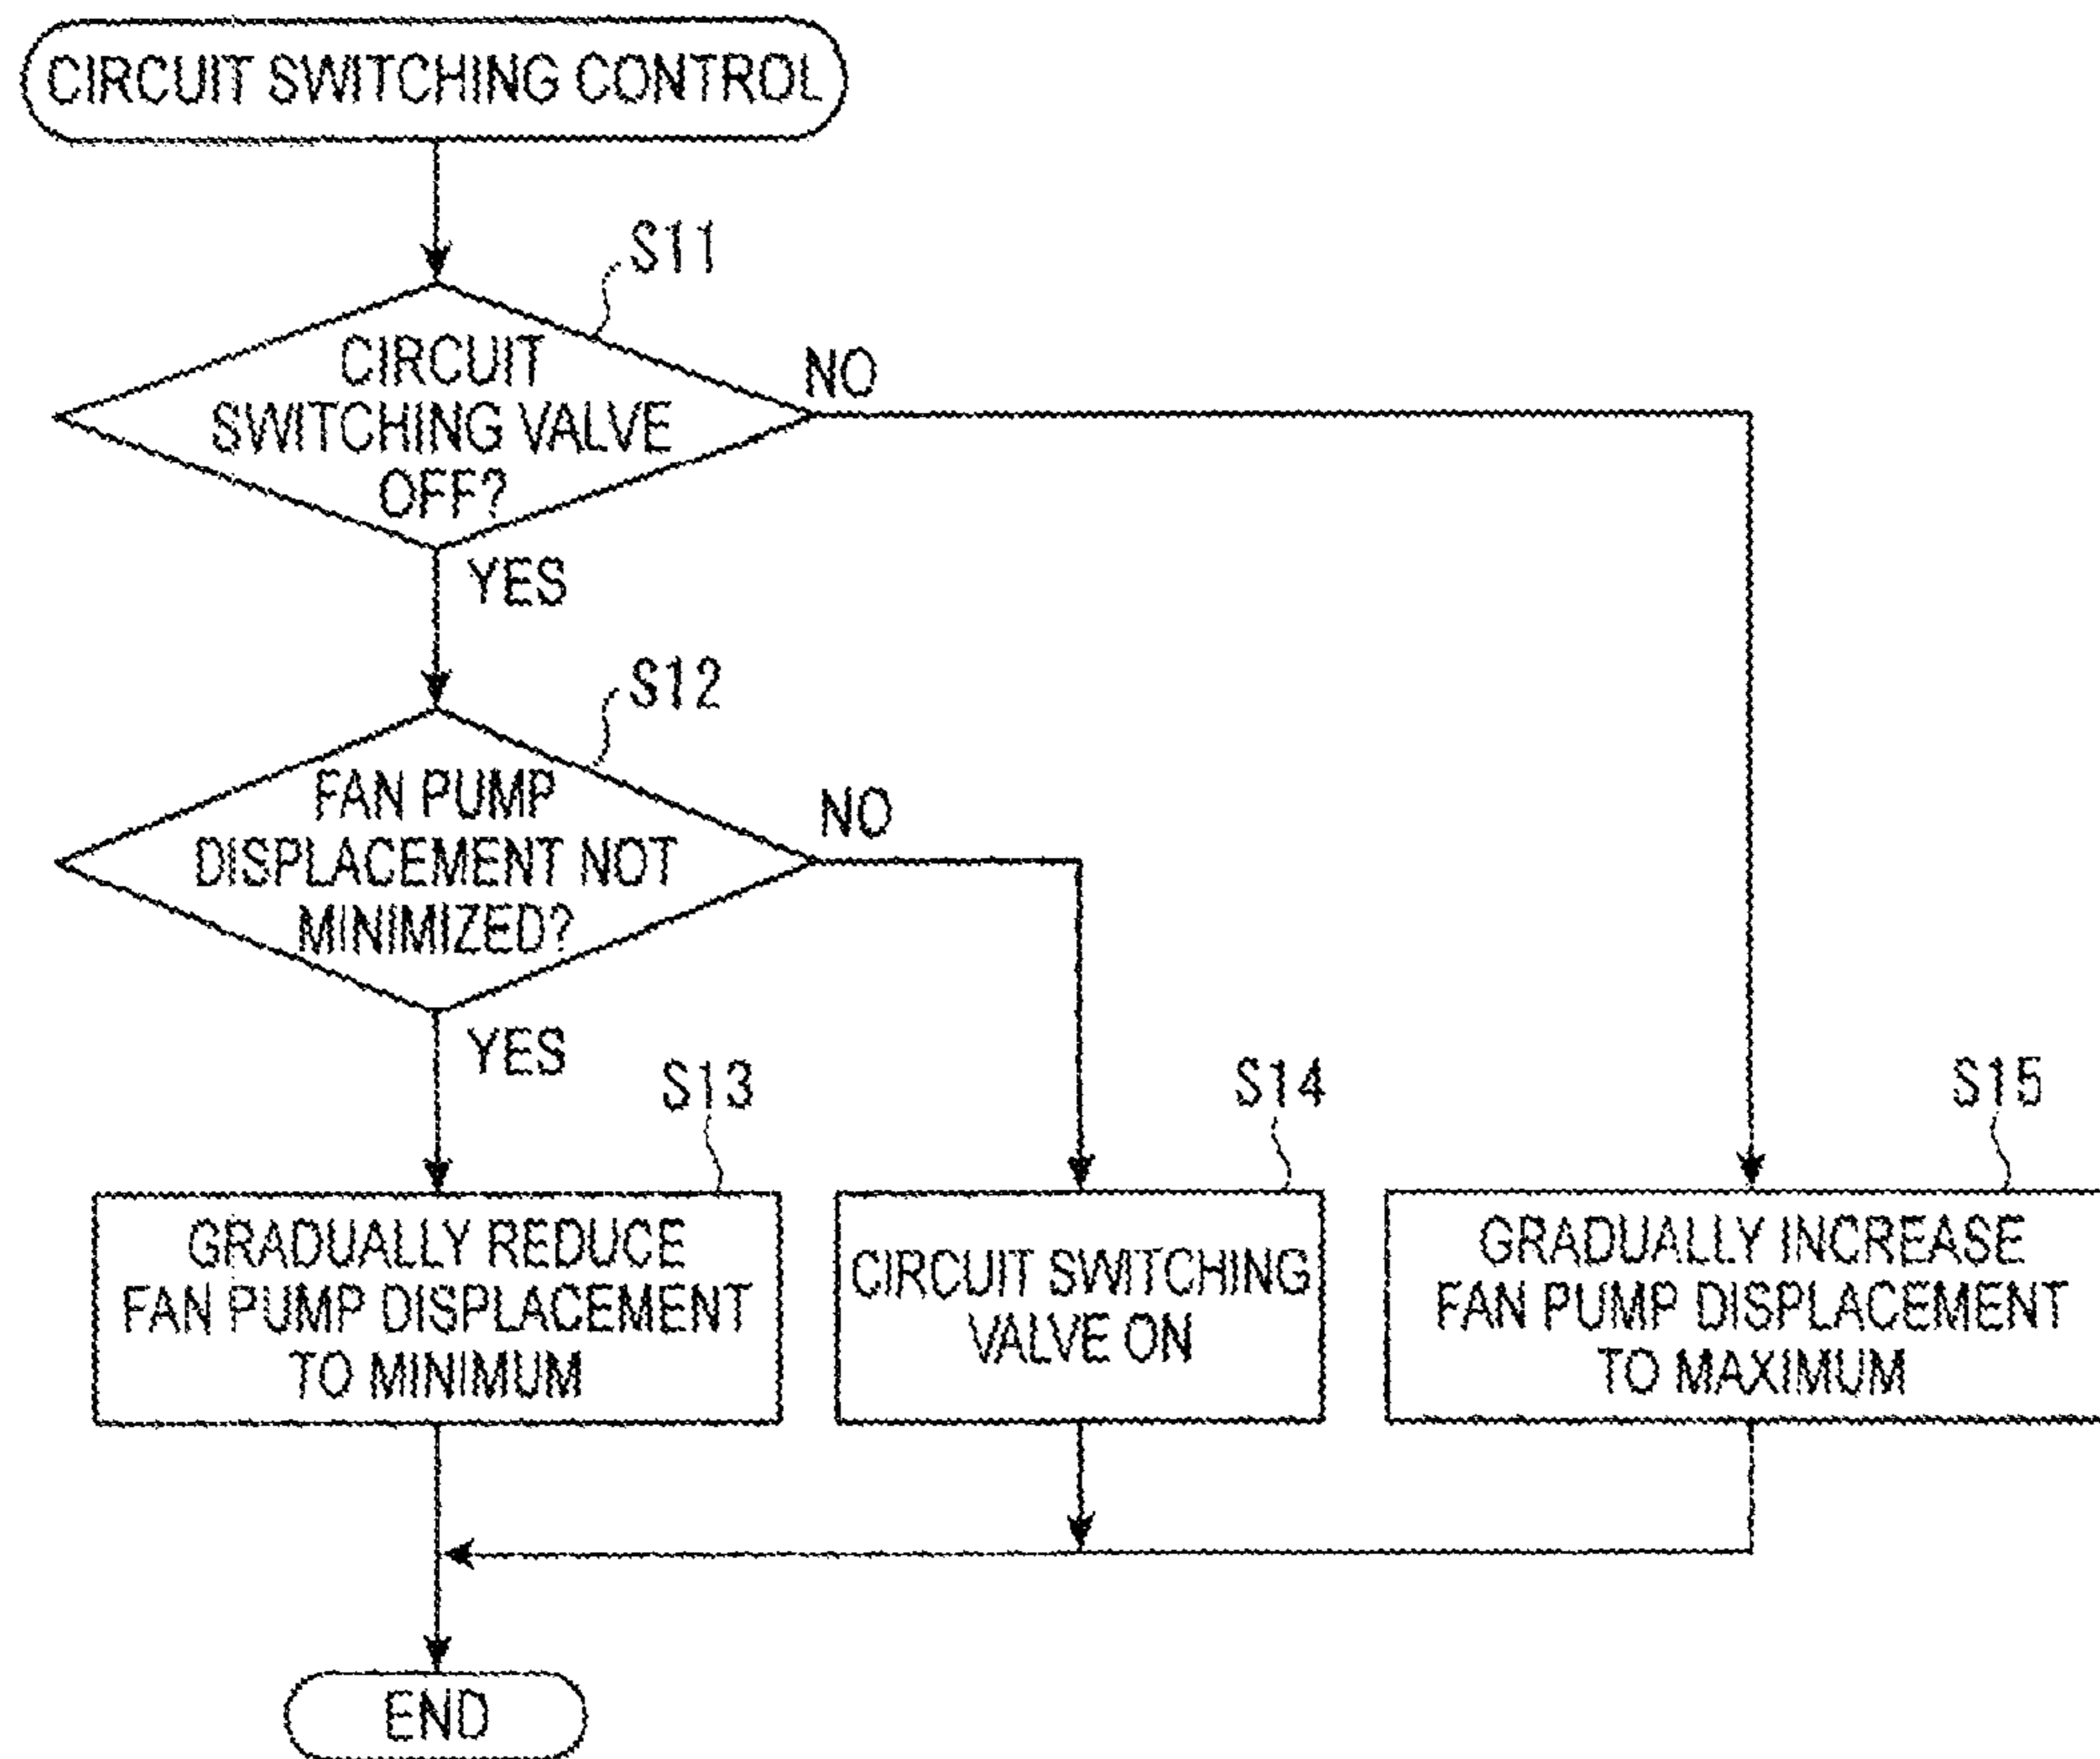 CIRCUIT SWITCHING CONTROL
S11
CIRCUIT
SWITCHING VALVE
OFF?
NO
YES
S12
FAN PUMP
DISPLACEMENT NOT
MINIMIZED?
NO
YES
S13
GRADUALLY REDUCE
FAN PUMP DISPLACEMENT
TO MINIMUM
S14
CIRCUIT SWITCHING
VALVE ON
S15
GRADUALLY INCREASE
FAN PUMP DISPLACEMENT
TO MAXIMUM
END